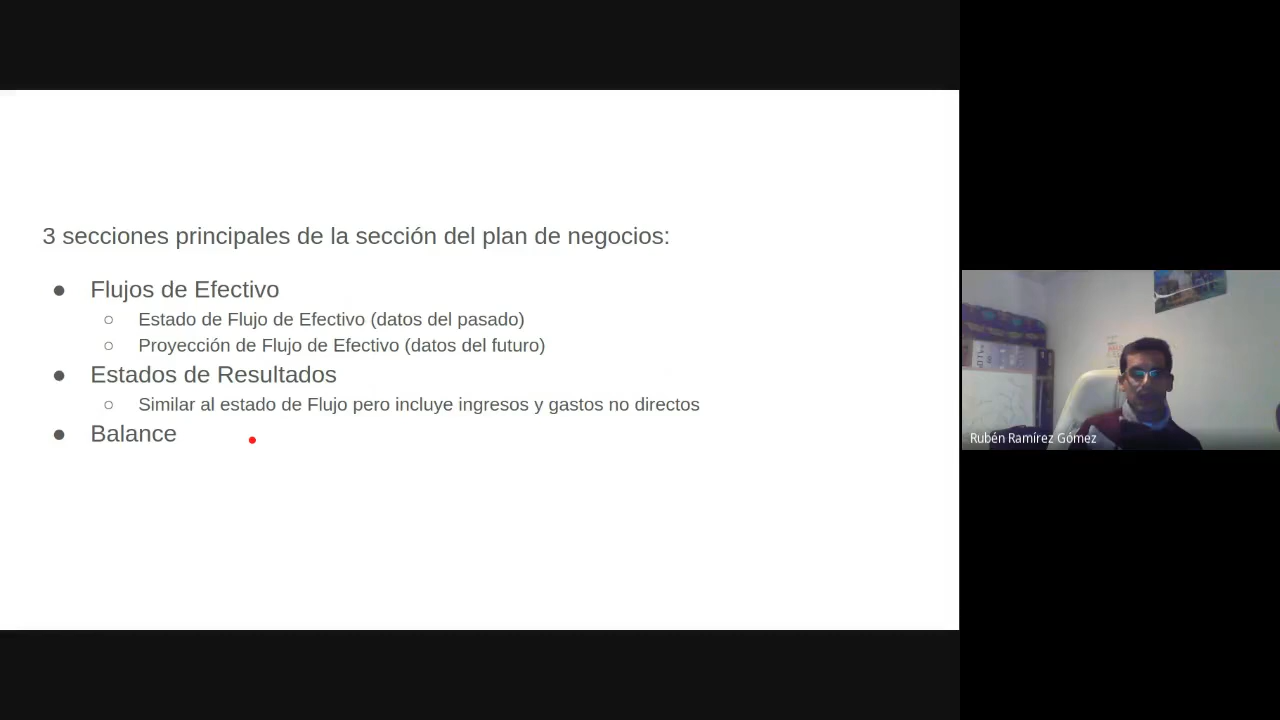 3 secciones principales de la sección del plan de negocios:
● Flujos de Efectivo
○ Estado de Flujo de Efectivo (datos del pasado)
○ Proyección de Flujo de Efectivo (datos del futuro)
● Estados de Resultados
○ Similar al estado de Flujo pero incluye ingresos y gastos no directos
● Balance
Rubén Ramírez Gómez